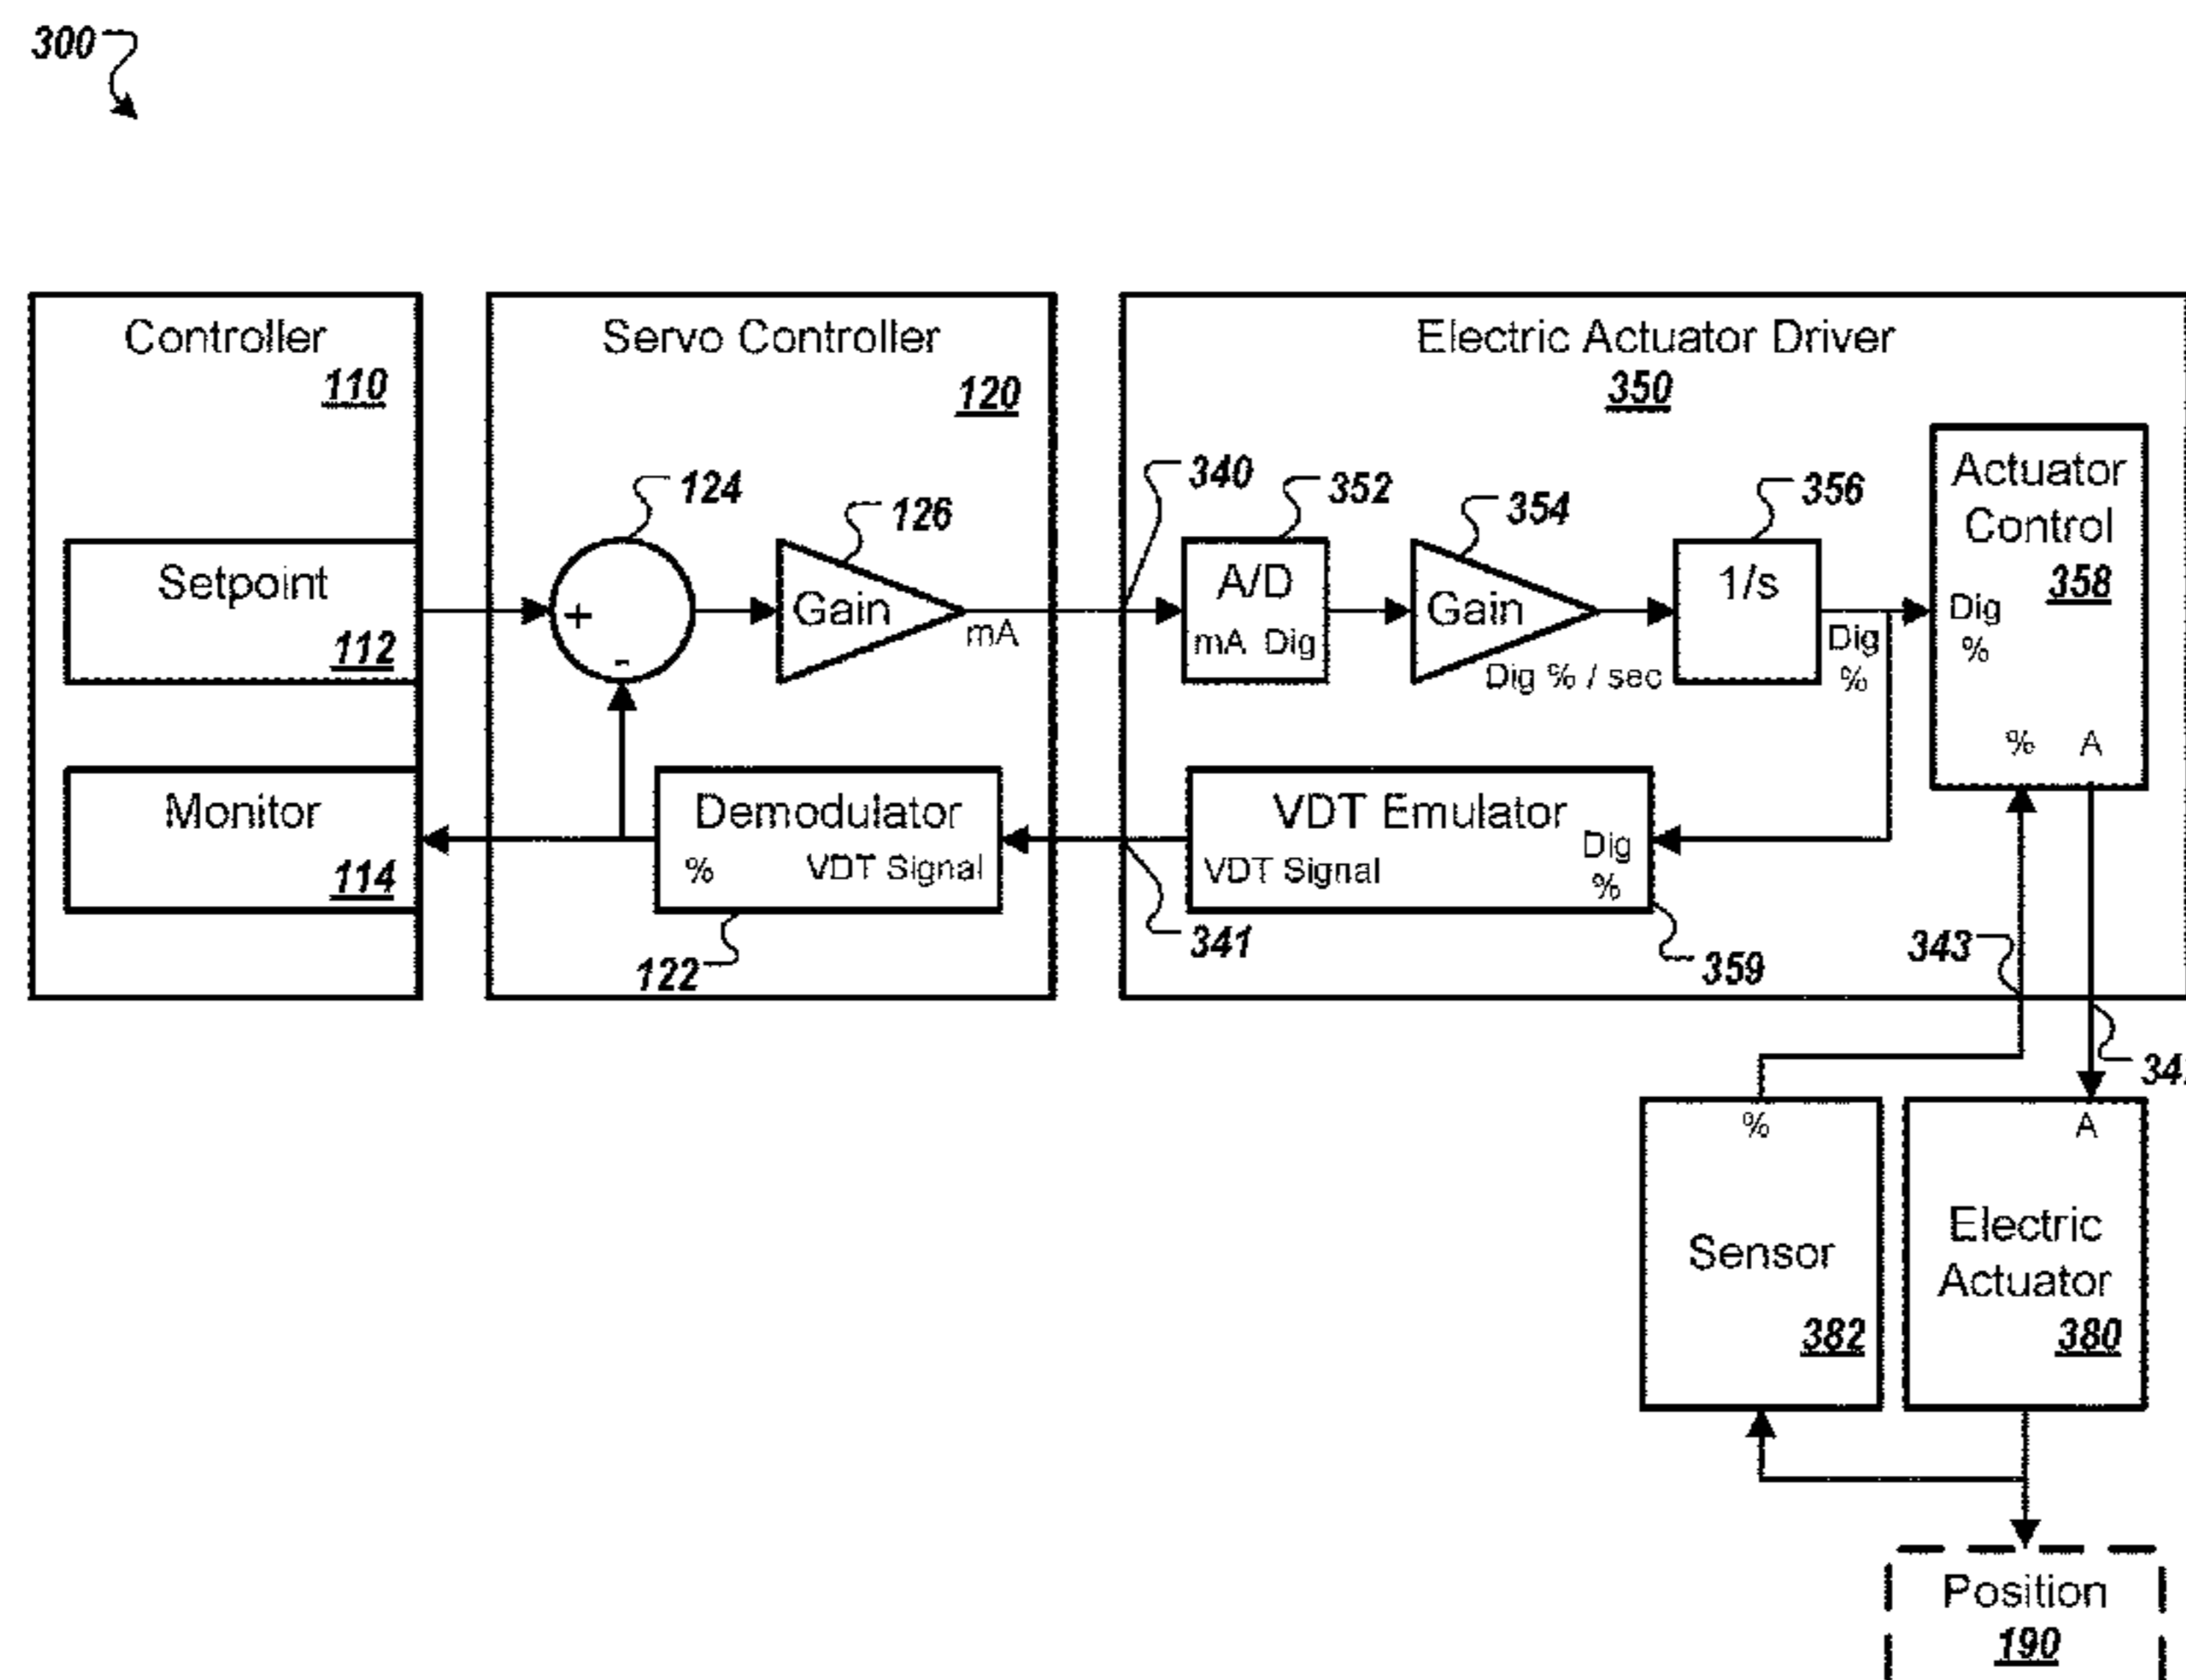 300
Controller
110
Setpoint
112
Monitor
114
Servo Controller
120
124
+
-
126
Gain
mA
Demodulator
% VDT Signal
122
Electric Actuator Driver
350
340
352
A/D
mA Dig
354
Gain
Dig % / sec
356
1/s
Dig
%
Actuator
Control
358
Dig
%
% A
VDT Emulator
VDT Signal
Dig
%
341
359
343
%
Sensor
382
A
Electric
Actuator
380
Position
190